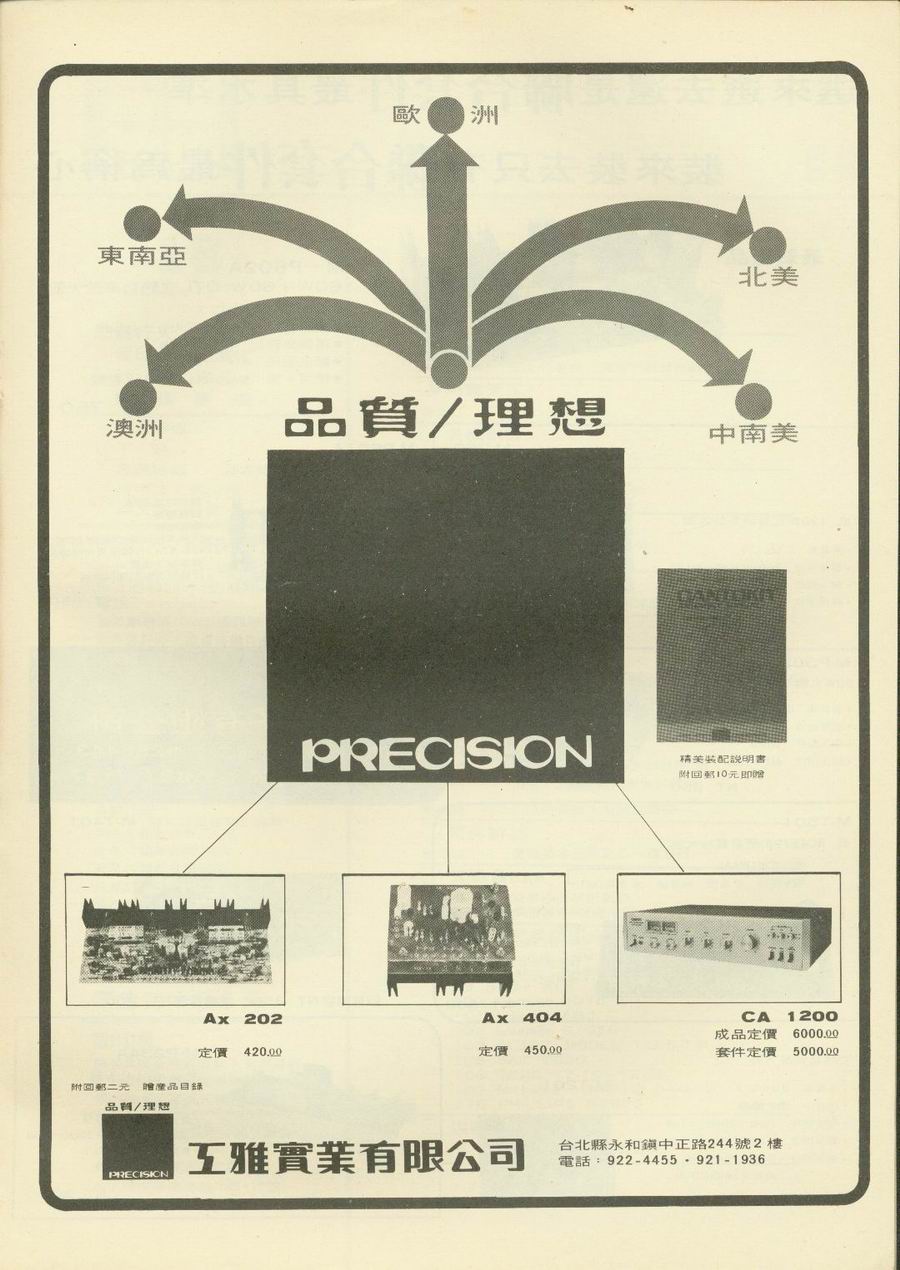 歐洲
東南亞
北美
澳洲
中南美
品質/理想
PRECISION
精美裝配説明書
附回郵10元即贈
Ax 202
定價 420.00
Ax 404
定價 450.00
CA 1200
成品定價 6000.00
套件定價 5000.00
附回郵二元 贈産品目錄
品質/理想
PRECISION
工雅實業有限公司
台北縣永和鎮中正路244號2樓
電話：922-4455・921-1936